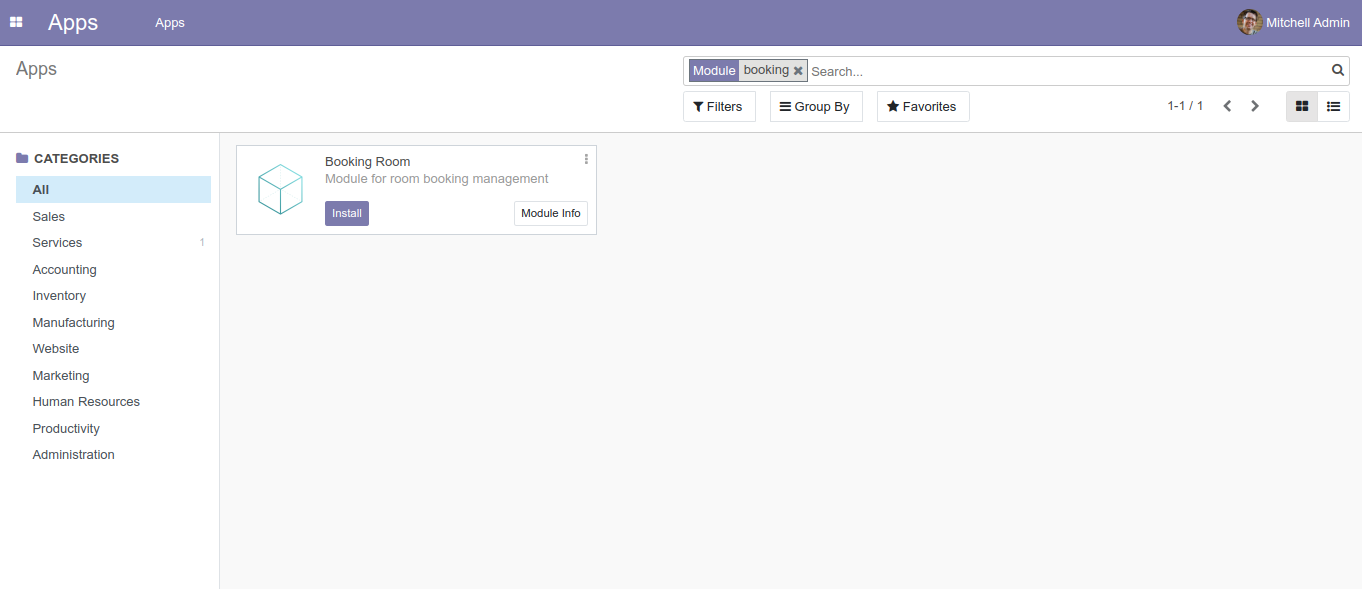 Apps Apps Mitchell Admin
Apps
Module booking Search...
Filters Group By Favorites 1-1 / 1
CATEGORIES
All
Sales
Services 1
Accounting
Inventory
Manufacturing
Website
Marketing
Human Resources
Productivity
Administration
Booking Room
Module for room booking management
Install Module Info